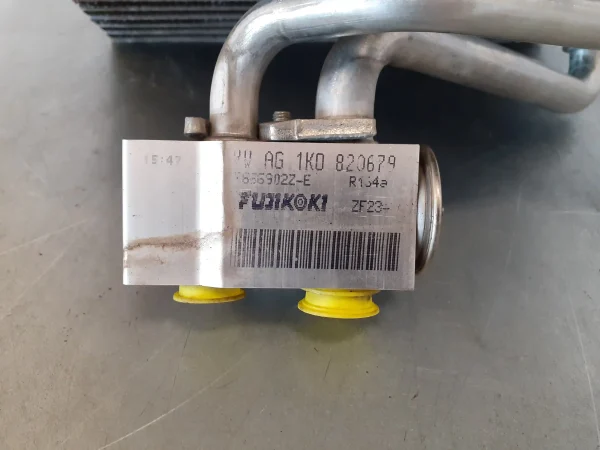 15:47
VW AG 1K0 820679
R134a
FUJIKOKI
ZF23-